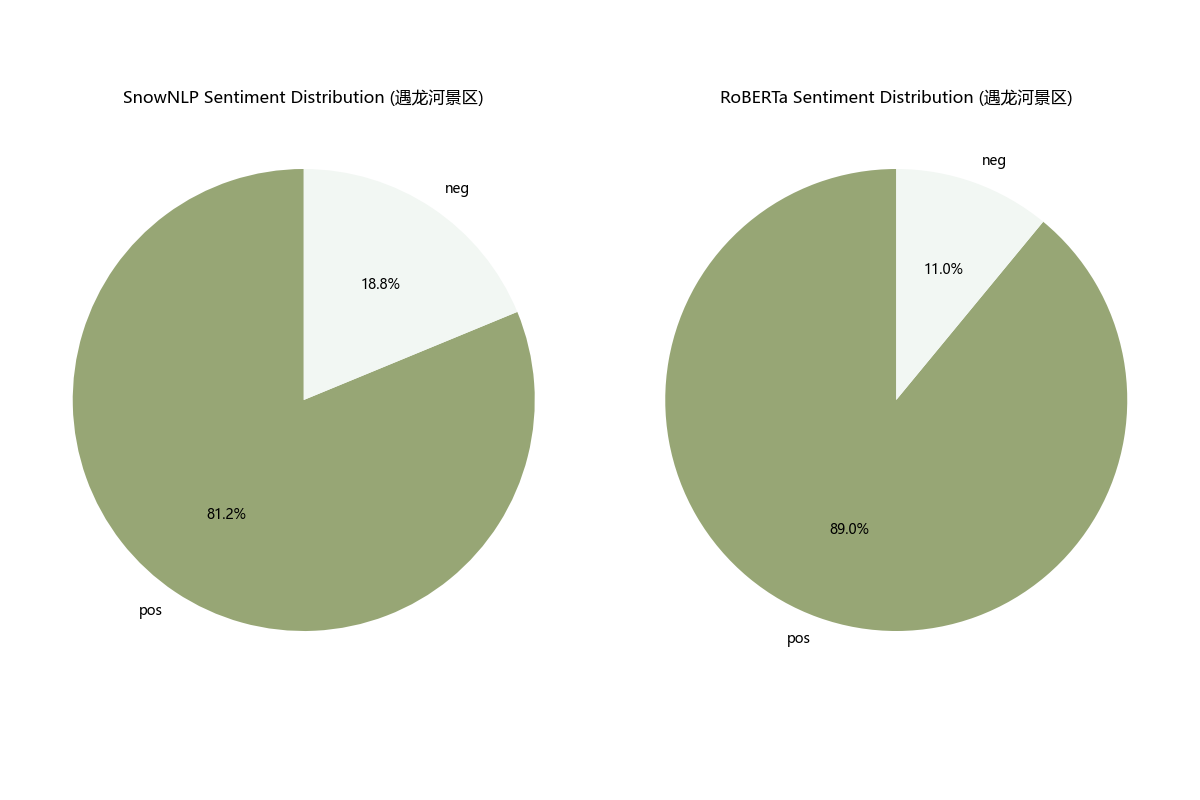 SnowNLP Sentiment Distribution (遇龙河景区)
neg
18.8%
81.2%
pos
RoBERTa Sentiment Distribution (遇龙河景区)
neg
11.0%
89.0%
pos